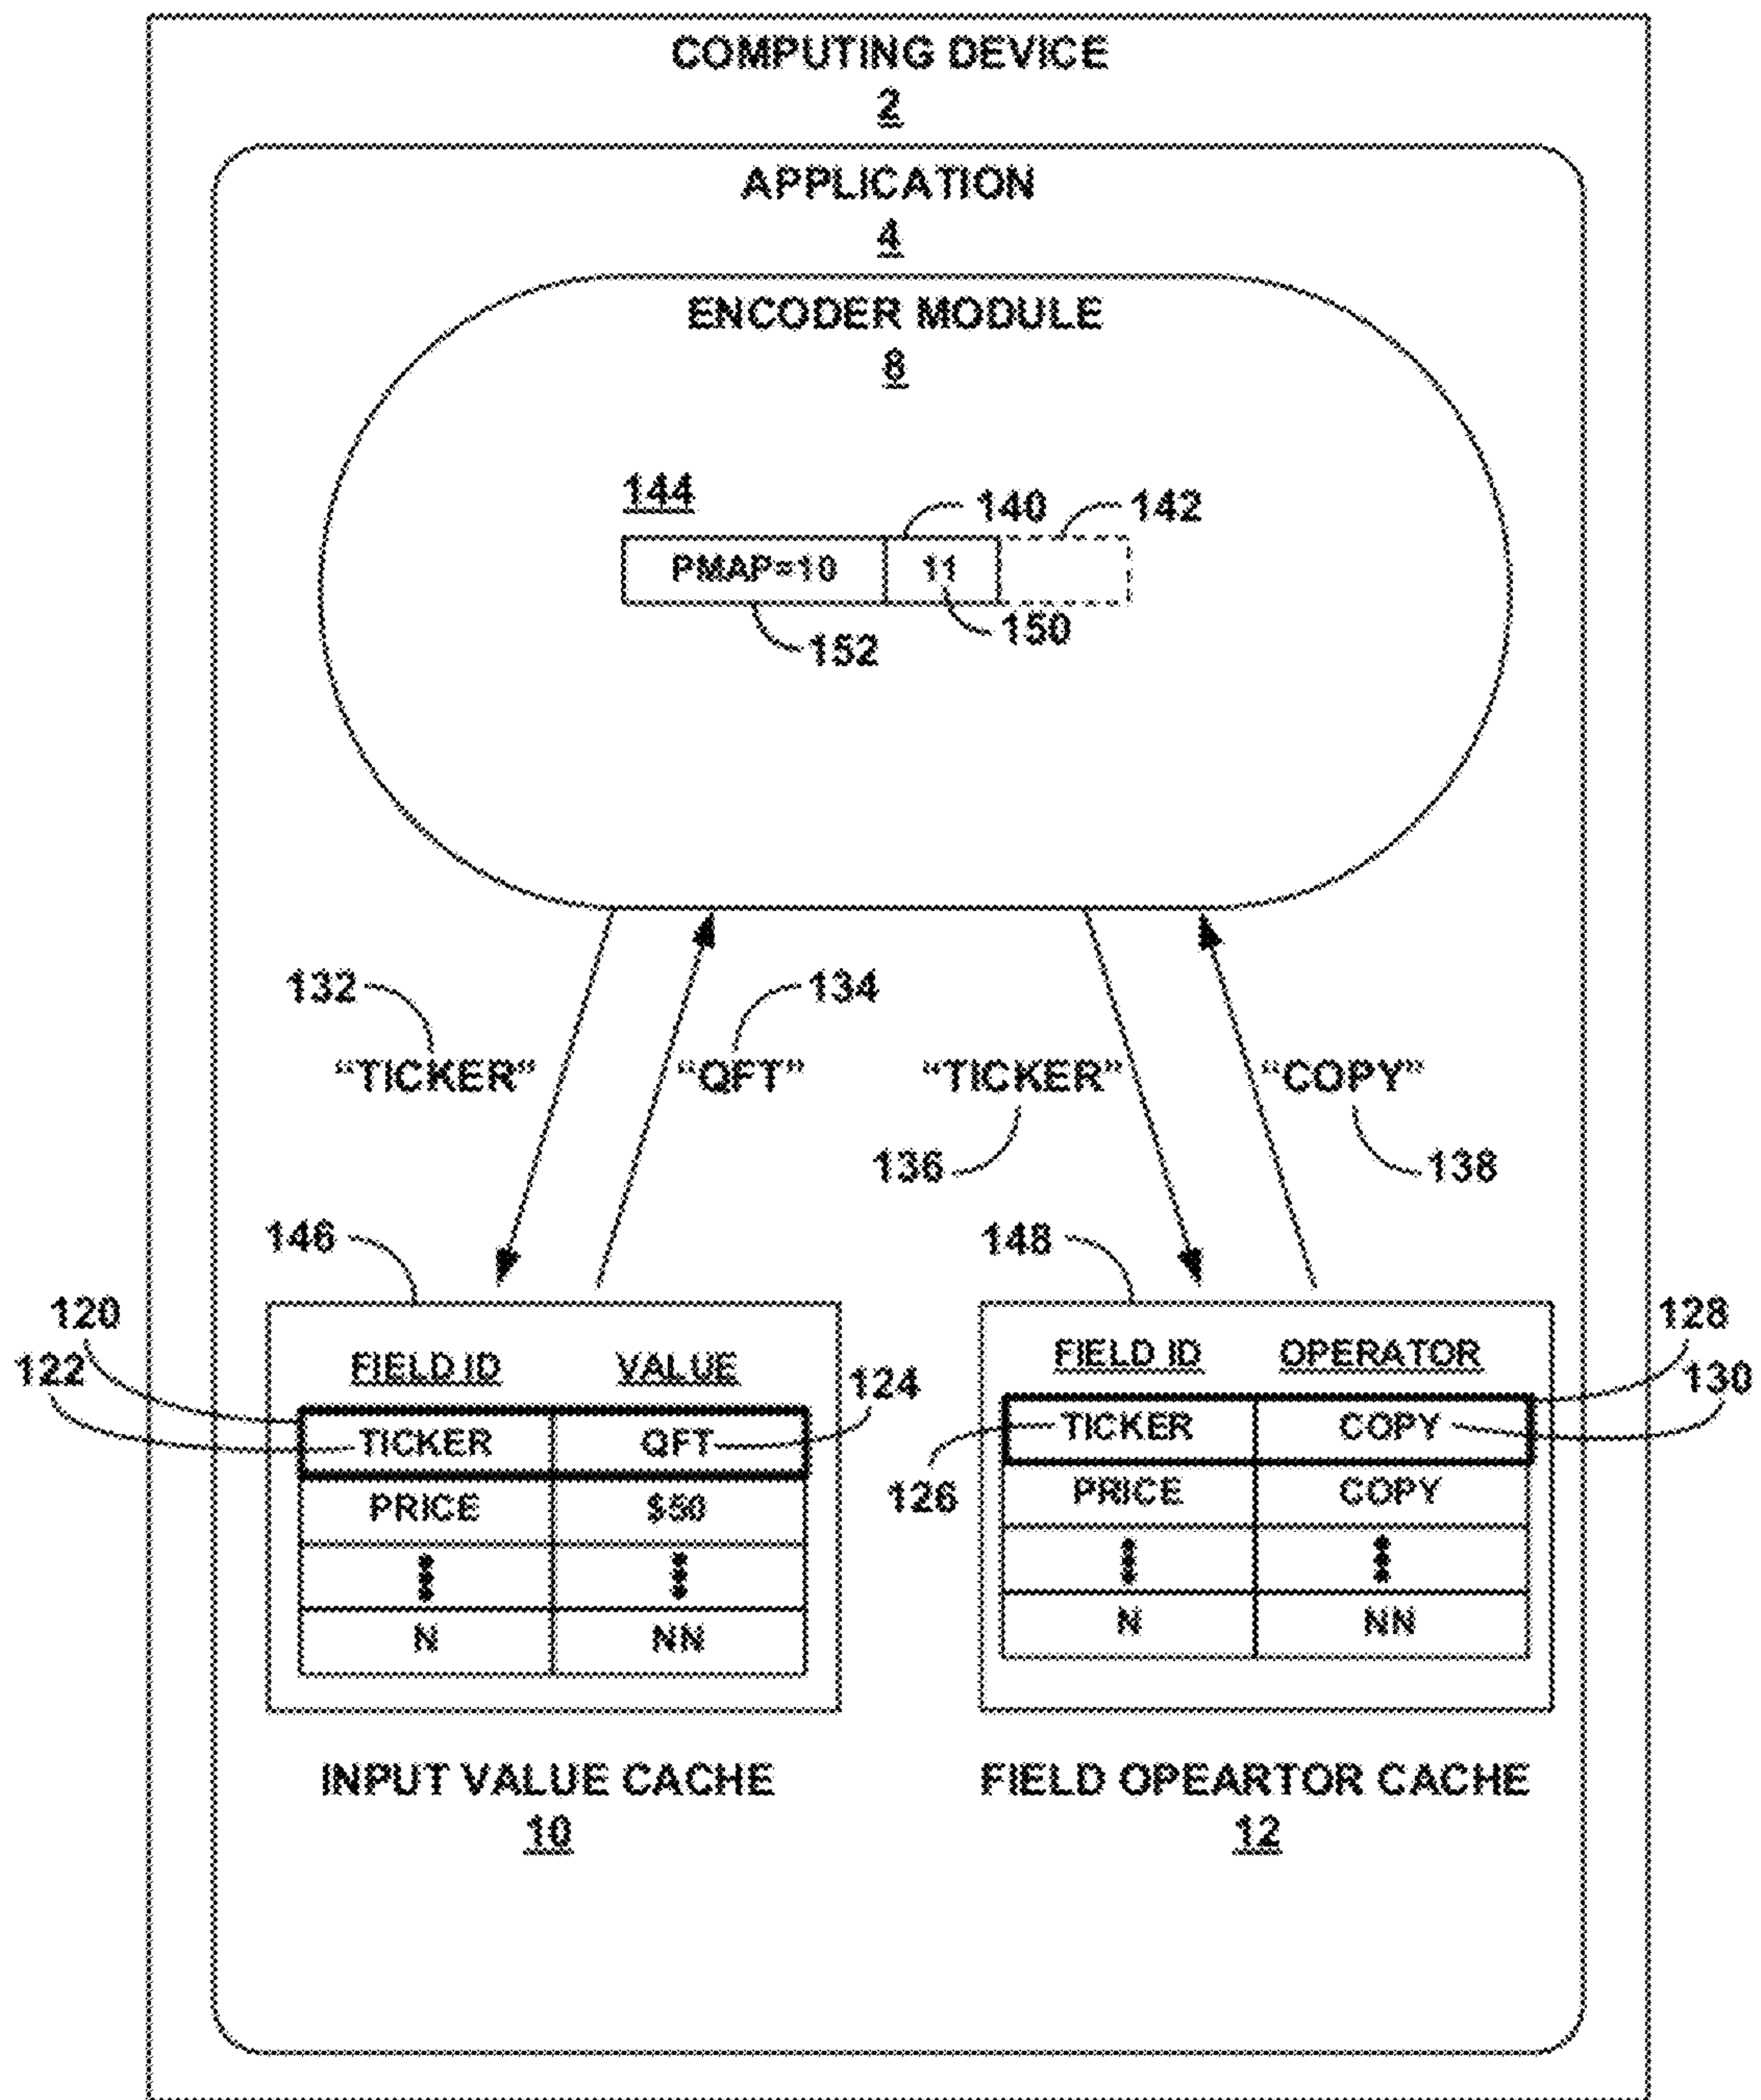 COMPUTING DEVICE
2
APPLICATION
4
ENCODER MODULE
8
144
140
142
PMAP=10
11
150
152
132
134
"TICKER"
"QFT"
"TICKER"
"COPY"
136
138
146
148
120
128
122
FIELD ID VALUE
124
FIELD ID OPERATOR
130
TICKER QFT
TICKER COPY
126
PRICE $50
PRICE COPY
N NN
N NN
INPUT VALUE CACHE
10
FIELD OPEARTOR CACHE
12